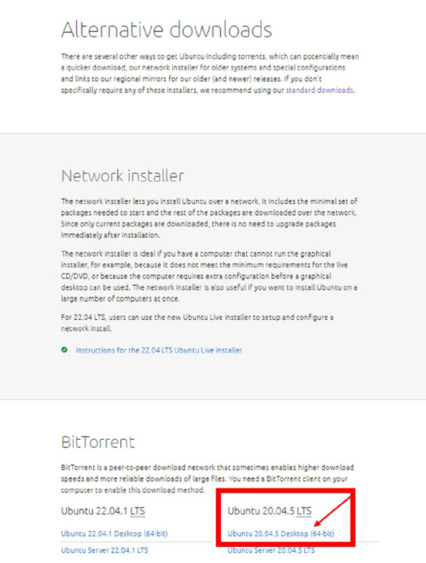 Alternative downloads
There are several other ways to get Ubuntu including torrents, which can potentially mean
a quicker download, our network installer for older systems and special configurations
and links to our regional mirrors for our older (and newer) releases. If you don't
specifically require any of these installers, we recommend using our standard downloads.
Network installer
The network installer lets you install Ubuntu over a network. It includes the minimal set of
packages needed to start and the rest of the packages are downloaded over the network.
Since only current packages are downloaded, there is no need to upgrade packages
immediately after installation.
The network installer is ideal if you have a computer that cannot run the graphical
installer, for example, because it does not meet the minimum requirements for the live
CD/DVD, or because the computer requires extra configuration before a graphical
desktop can be used. The network installer is also useful if you want to install Ubuntu on a
large number of computers at once.
For 22.04 LTS, users can use the new Ubuntu Live installer to setup and configure a
network install.
Instructions for the 22.04 LTS Ubuntu Live installer
BitTorrent
BitTorrent is a peer-to-peer download network that sometimes enables higher download
speeds and more reliable downloads of large files. You need a BitTorrent client on your
computer to enable this download method.
Ubuntu 22.04.1 LTS
Ubuntu 22.04.1 Desktop (64-bit)
Ubuntu Server 22.04.1 LTS
Ubuntu 20.04.5 LTS
Ubuntu 20.04.5 Desktop (64-bit)
Ubuntu Server 20.04.5 LTS